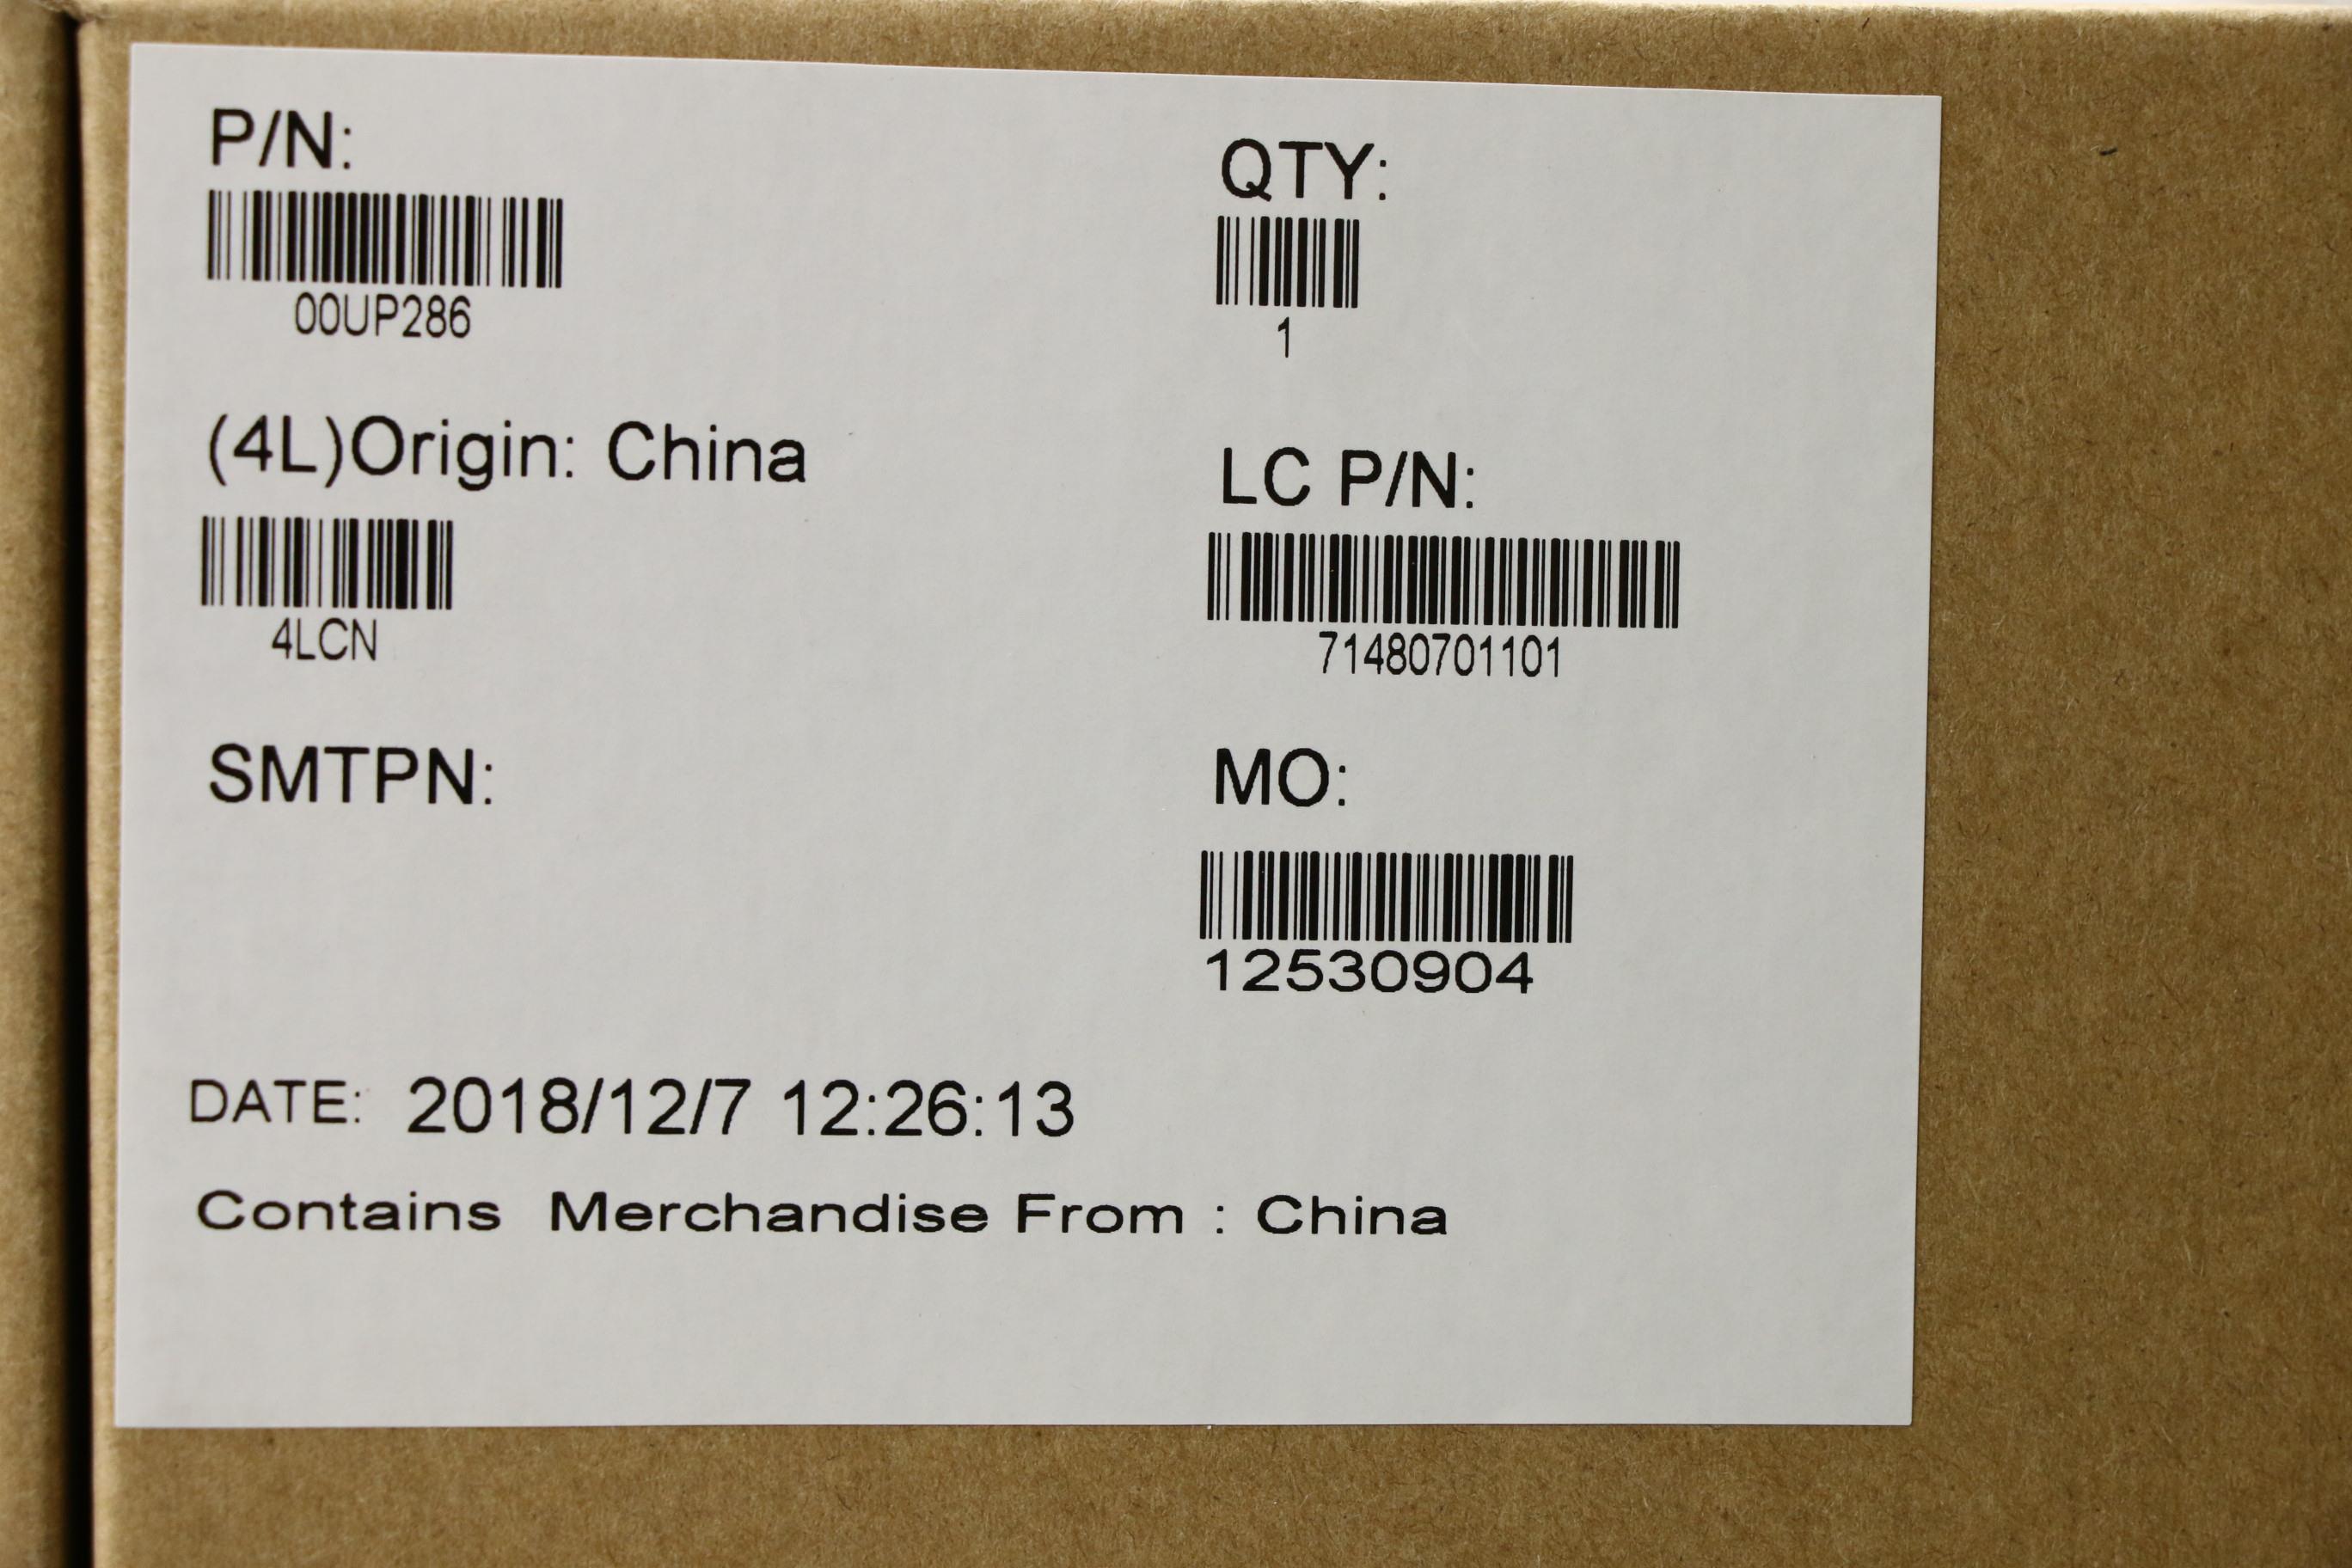 P/N:
00UP286
QTY:
1
(4L)Origin: China
4LCN
LC P/N:
71480701101
SMTPN:
MO:
12530904
DATE: 2018/12/7 12:26:13
Contains Merchandise From : China